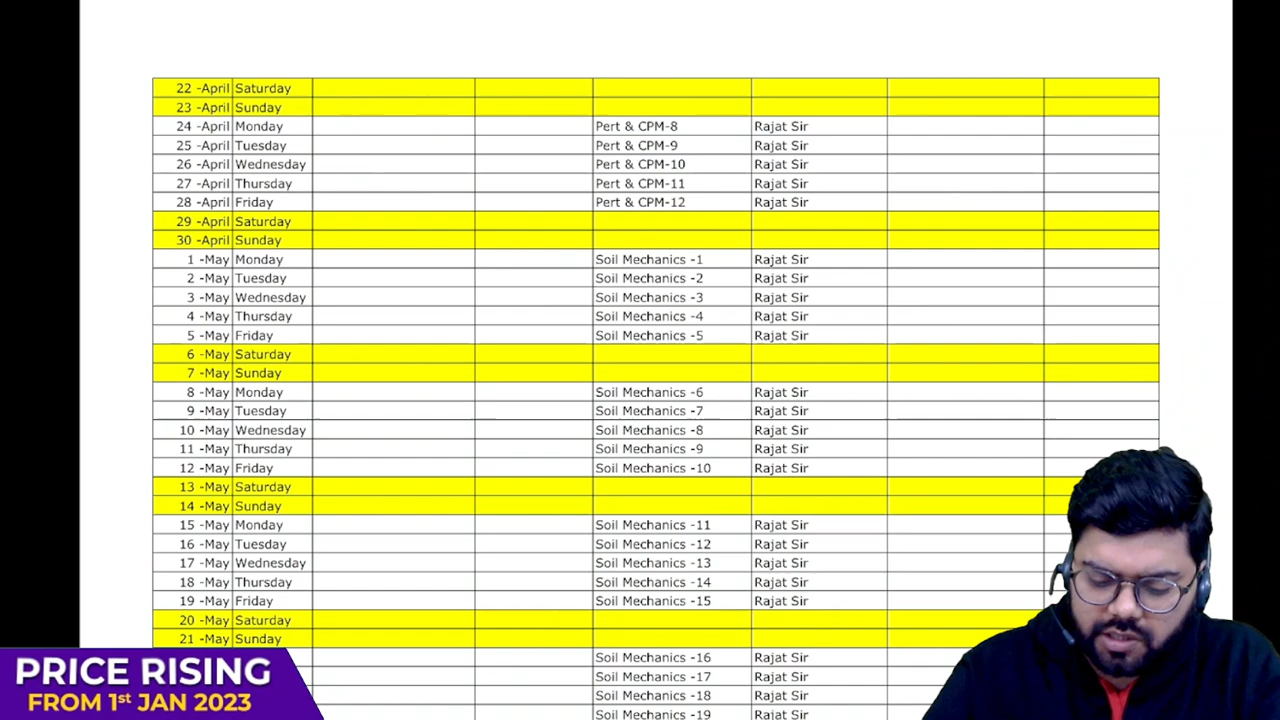 22 -April Saturday
23 -April Sunday
24 -April Monday Pert & CPM-8 Rajat Sir
25 -April Tuesday Pert & CPM-9 Rajat Sir
26 -April Wednesday Pert & CPM-10 Rajat Sir
27 -April Thursday Pert & CPM-11 Rajat Sir
28 -April Friday Pert & CPM-12 Rajat Sir
29 -April Saturday
30 -April Sunday
1 -May Monday Soil Mechanics -1 Rajat Sir
2 -May Tuesday Soil Mechanics -2 Rajat Sir
3 -May Wednesday Soil Mechanics -3 Rajat Sir
4 -May Thursday Soil Mechanics -4 Rajat Sir
5 -May Friday Soil Mechanics -5 Rajat Sir
6 -May Saturday
7 -May Sunday
8 -May Monday Soil Mechanics -6 Rajat Sir
9 -May Tuesday Soil Mechanics -7 Rajat Sir
10 -May Wednesday Soil Mechanics -8 Rajat Sir
11 -May Thursday Soil Mechanics -9 Rajat Sir
12 -May Friday Soil Mechanics -10 Rajat Sir
13 -May Saturday
14 -May Sunday
15 -May Monday Soil Mechanics -11 Rajat Sir
16 -May Tuesday Soil Mechanics -12 Rajat Sir
17 -May Wednesday Soil Mechanics -13 Rajat Sir
18 -May Thursday Soil Mechanics -14 Rajat Sir
19 -May Friday Soil Mechanics -15 Rajat Sir
20 -May Saturday
21 -May Sunday
Soil Mechanics -16 Rajat Sir
Soil Mechanics -17 Rajat Sir
Soil Mechanics -18 Rajat Sir
Soil Mechanics -19 Rajat Sir
PRICE RISING
FROM 1st JAN 2023